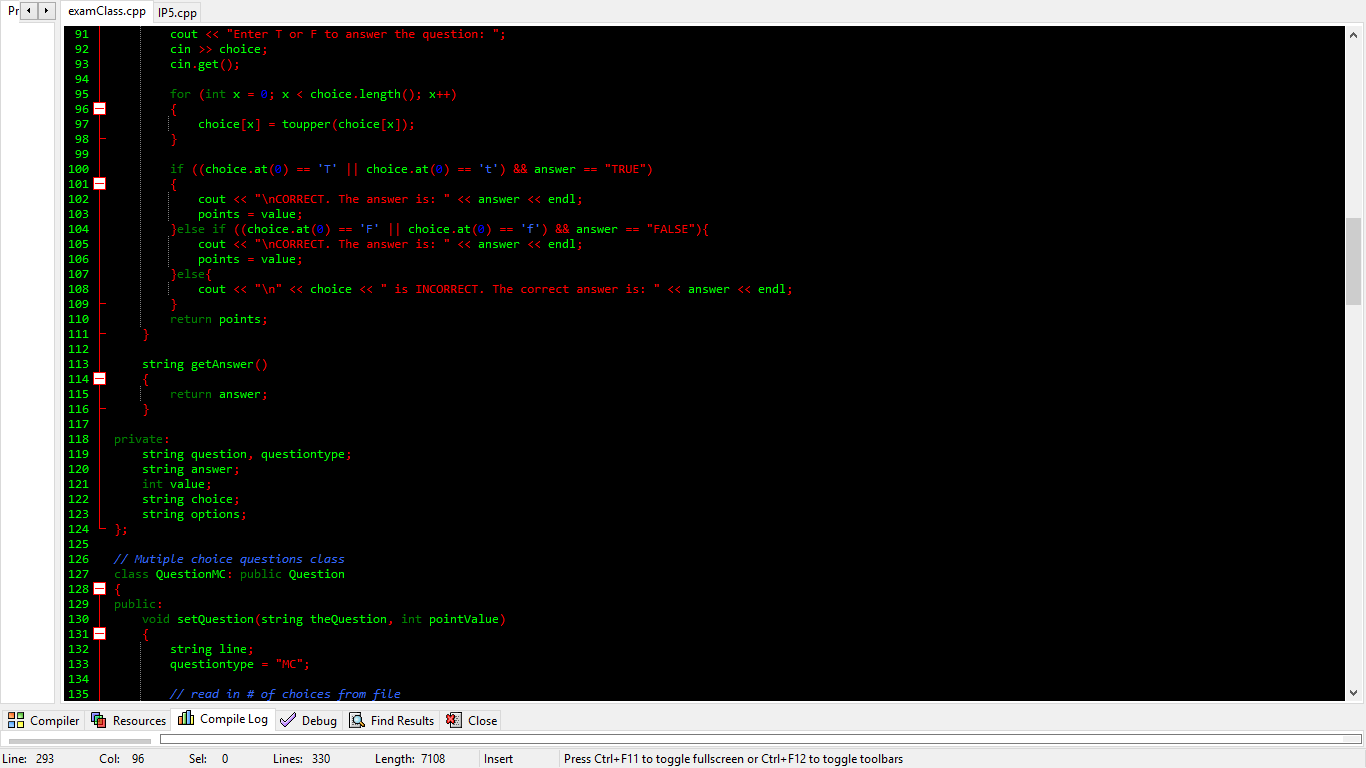 Pr examClass.cpp IP5.cpp
91 cout << "Enter T or F to answer the question: ";
92 cin >> choice;
93 cin.get();
94
95 for (int x = 0; x < choice.length(); x++)
96 {
97 choice[x] = toupper(choice[x]);
98 }
99
100 if ((choice.at(0) == 'T' || choice.at(0) == 't') && answer == "TRUE")
101 {
102 cout << "\nCORRECT. The answer is: " << answer << endl;
103 points = value;
104 }else if ((choice.at(0) == 'F' || choice.at(0) == 'f') && answer == "FALSE"){
105 cout << "\nCORRECT. The answer is: " << answer << endl;
106 points = value;
107 }else{
108 cout << "\n" << choice << " is INCORRECT. The correct answer is: " << answer << endl;
109 }
110 return points;
111 }
112
113 string getAnswer()
114 {
115 return answer;
116 }
117
118 private:
119 string question, questiontype;
120 string answer;
121 int value;
122 string choice;
123 string options;
124 };
125
126 // Mutiple choice questions class
127 class QuestionMC: public Question
128 {
129 public:
130 void setQuestion(string theQuestion, int pointValue)
131 {
132 string line;
133 questiontype = "MC";
134
135 // read in # of choices from file
Compiler Resources Compile Log Debug Find Results Close
Line: 293 Col: 96 Sel: 0 Lines: 330 Length: 7108 Insert Press Ctrl+F11 to toggle fullscreen or Ctrl+F12 to toggle toolbars